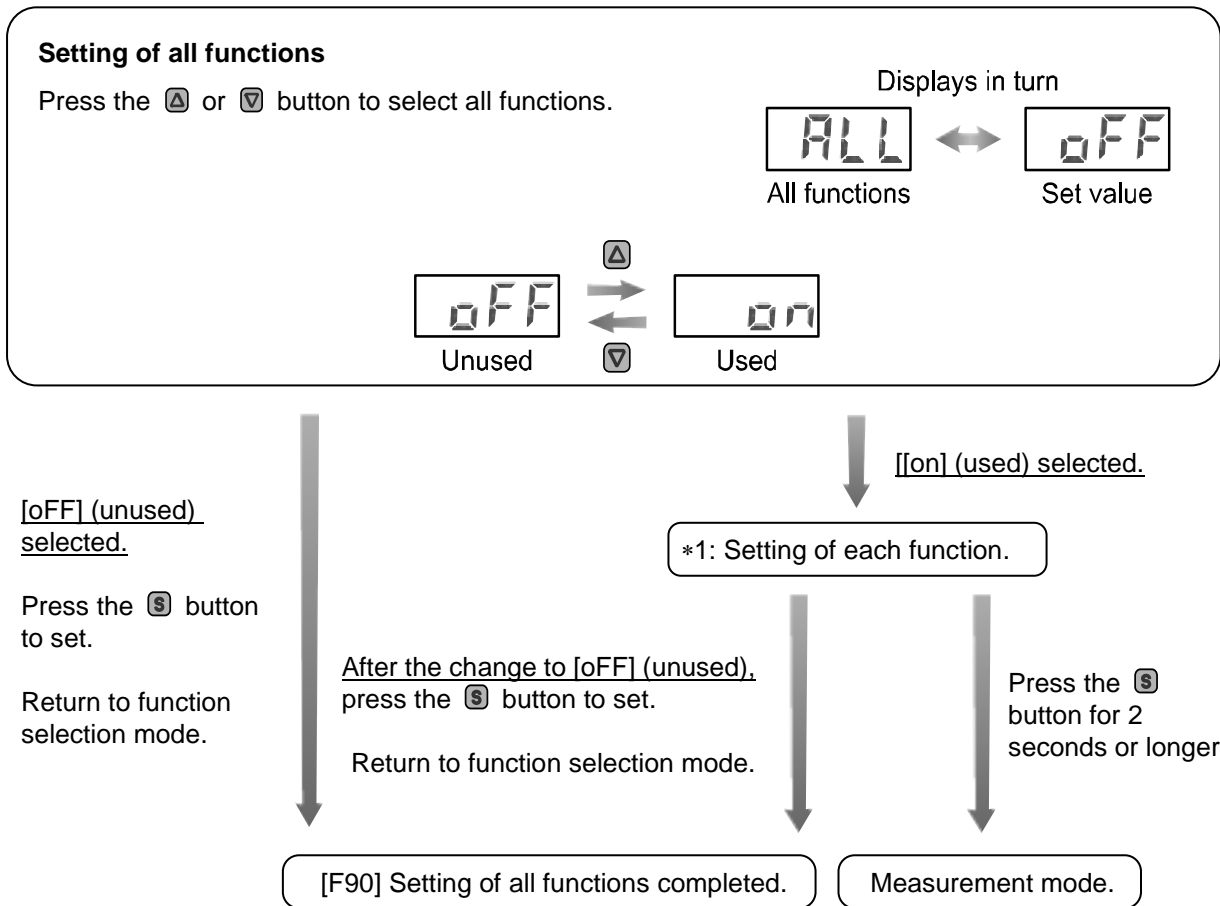 Setting of all functions
Press the △ or ▽ button to select all functions.
Displays in turn
ALL
oFF
All functions
Set value
△
oFF
on
Unused
▽
Used
[[on] (used) selected.
[oFF] (unused)
selected.
*1: Setting of each function.
Press the S button
to set.
After the change to [oFF] (unused),
press the S button to set.
Return to function
selection mode.
Return to function selection mode.
Press the S
button for 2
seconds or longer
[F90] Setting of all functions completed.
Measurement mode.